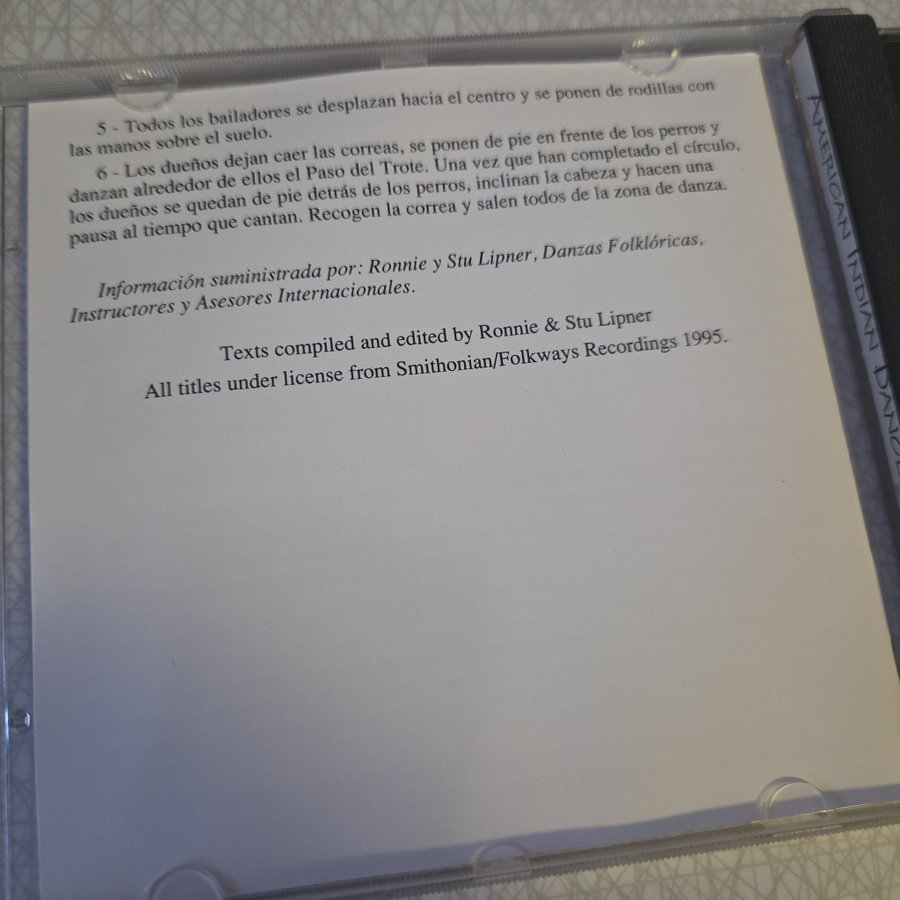 5 - Todos los bailadores se desplazan hacia el centro y se ponen de rodillas con
las manos sobre el suelo.
6 - Los dueños dejan caer las correas, se ponen de pie en frente de los perros y
danzan alrededor de ellos el Paso del Trote. Una vez que han completado el círculo,
los dueños se quedan de pie detrás de los perros, inclinan la cabeza y hacen una
pausa al tiempo que cantan. Recogen la correa y salen todos de la zona de danza.
Información suministrada por: Ronnie y Stu Lipner, Danzas Folklóricas,
Instructores y Asesores Internacionales.
Texts compiled and edited by Ronnie & Stu Lipner
All titles under license from Smithonian/Folkways Recordings 1995.
AMERICAN INDIAN DANC